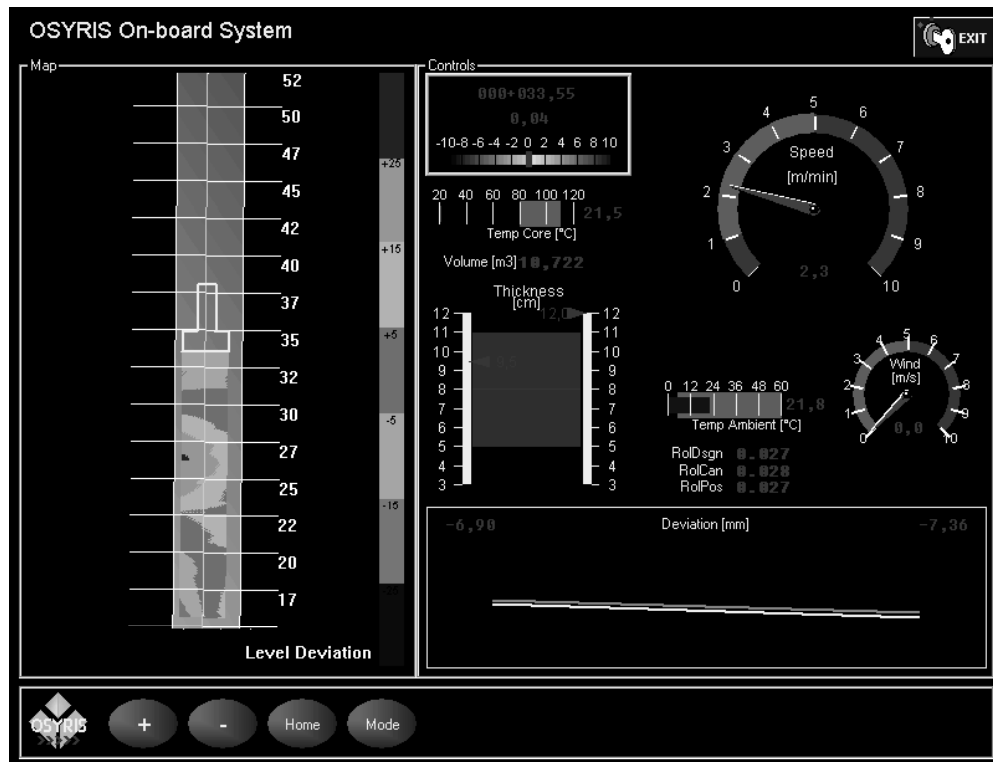 OSYRIS On-board System
EXIT
Map
52
50
47
45
42
40
37
35
32
30
27
25
22
20
17
+25
+15
+5
-5
-15
-25
Level Deviation
Controls
000+033,55
0,04
-10-8-6-4-2 0 2 4 6 8 10
20 40 60 80 100 120
21,5
Temp Core [°C]
Volume [m3] 10,722
Thickness
[cm]
12,0
9,5
12 12
11 11
10 10
9 9
8 8
7 7
6 6
5 5
4 4
3 3
0 1 2 3 4 5 6 7 8 9 10
Speed
[m/min]
2,3
0 1 2 3 4 5 6 7 8 9 10
Wind
[m/s]
0,0
0 12 24 36 48 60
21,8
Temp Ambient [°C]
RolDsgn 0.027
RolCan 0.028
RolPos 0.027
-6,90 Deviation [mm] -7,36
OSYRIS
+ - Home Mode